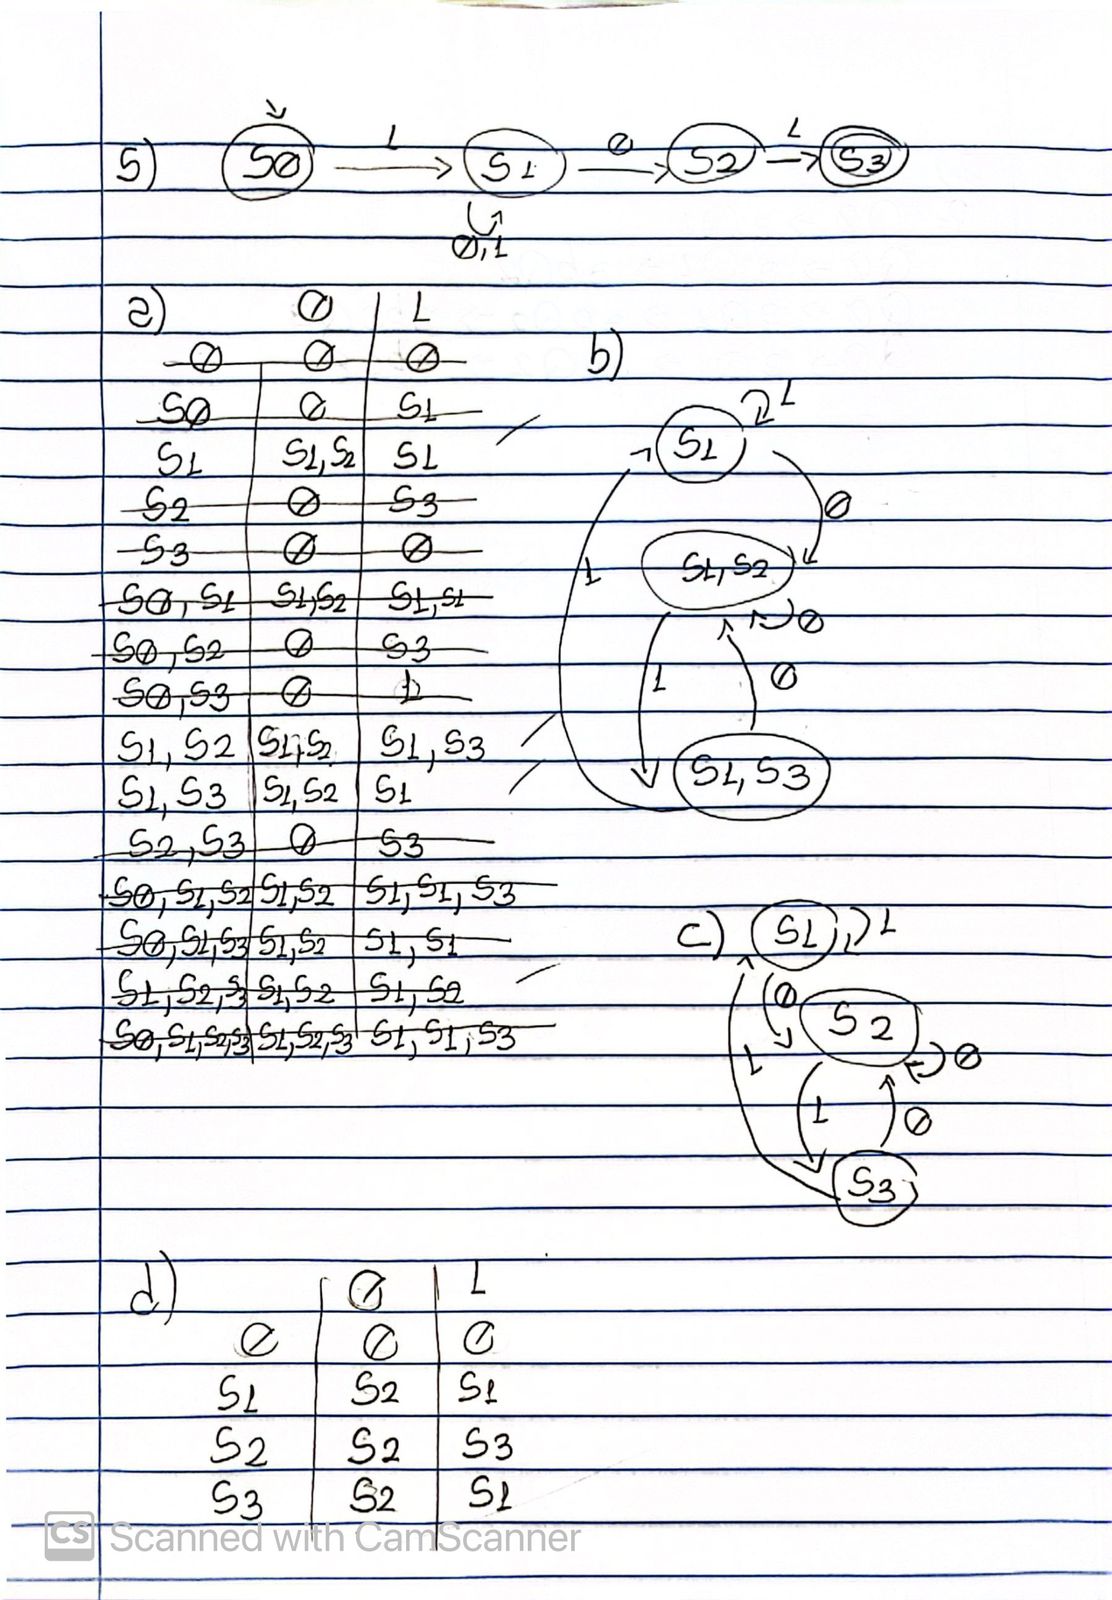 5) S0 1 S1 0 S2 1 S3
0,1
a) 0 1
Ø Ø Ø
S0 Ø S1
S1 S1,S2 S1
S2 Ø S3
S3 Ø Ø
S0,S1 S1,S2 S1,S1
S0,S2 Ø S3
S0,S3 Ø
S1,S2 S1,S2 S1,S3
S1,S3 S1,S2 S1
S2,S3 Ø S3
S0,S1,S2 S1,S2 S1,S1,S3
S0,S1,S3 S1,S2 S1,S1
S1,S2,S3 S1,S2 S1,S2
S0,S1,S2,S3 S1,S2,S3 S1,S1,S3
b)
S1 1
0
1 S1,S2
0
1 0
S1,S3
c) S1 1
0 S2
1 0
1 0
S3
d) 0 1
Ø Ø Ø
S1 S2 S1
S2 S2 S3
S3 S2 S1
CS Scanned with CamScanner